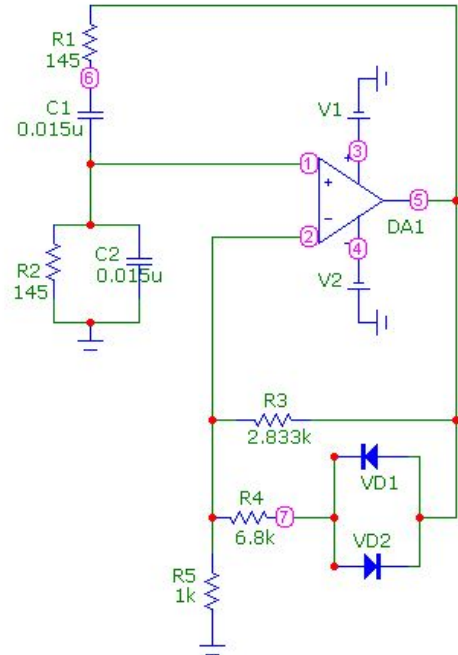 R1
145
6
C1
0.015u
V1
3
1
+
+
5
−
DA1
2
-
4
R2
145
C2
0.015u
V2
R3
2.833k
VD1
R4
7
6.8k
VD2
R5
1k